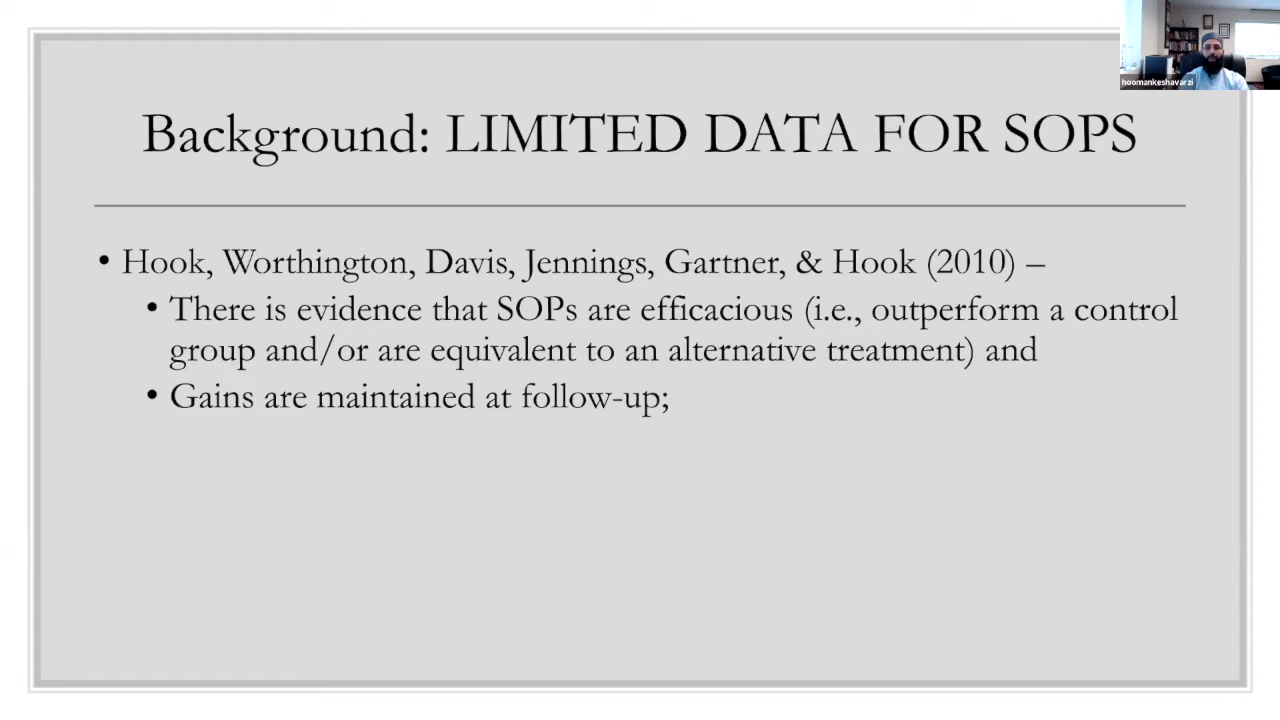 hoomankeshavarzi
Background: LIMITED DATA FOR SOPS
• Hook, Worthington, Davis, Jennings, Gartner, & Hook (2010) –
• There is evidence that SOPs are efficacious (i.e., outperform a control
group and/or are equivalent to an alternative treatment) and
• Gains are maintained at follow-up;